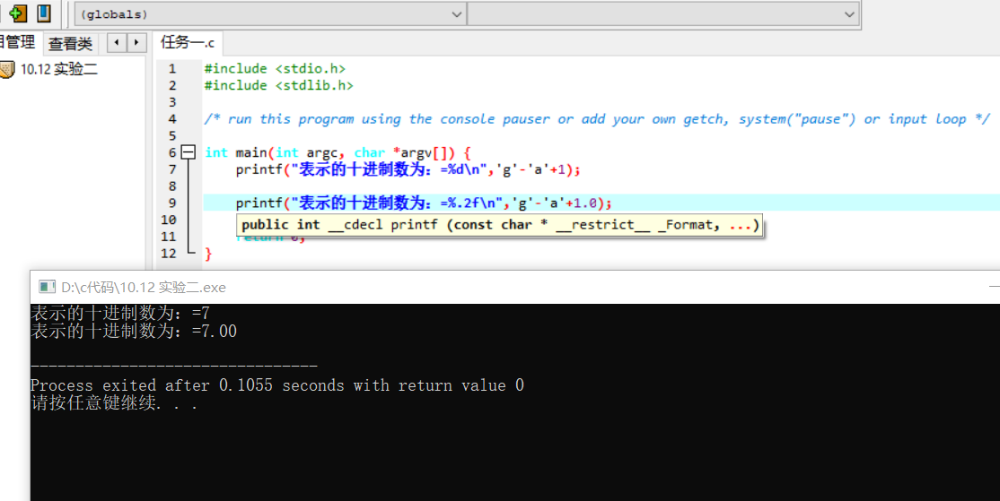 (globals)
目管理 查看类 任务一.c
10.12 实验二
1 #include <stdio.h>
2 #include <stdlib.h>
3
4 /* run this program using the console pauser or add your own getch, system("pause") or input loop */
5
6 int main(int argc, char *argv[]) {
7 printf("表示的十进制数为：=%d\n",'g'-'a'+1);
8
9 printf("表示的十进制数为：=%.2f\n",'g'-'a'+1.0);
10 public int __cdecl printf (const char * __restrict__ _Format, ...)
11 return 0;
12 }
D:\c代码\10.12 实验二.exe
表示的十进制数为：=7
表示的十进制数为：=7.00
--------------------------------
Process exited after 0.1055 seconds with return value 0
请按任意键继续. . .